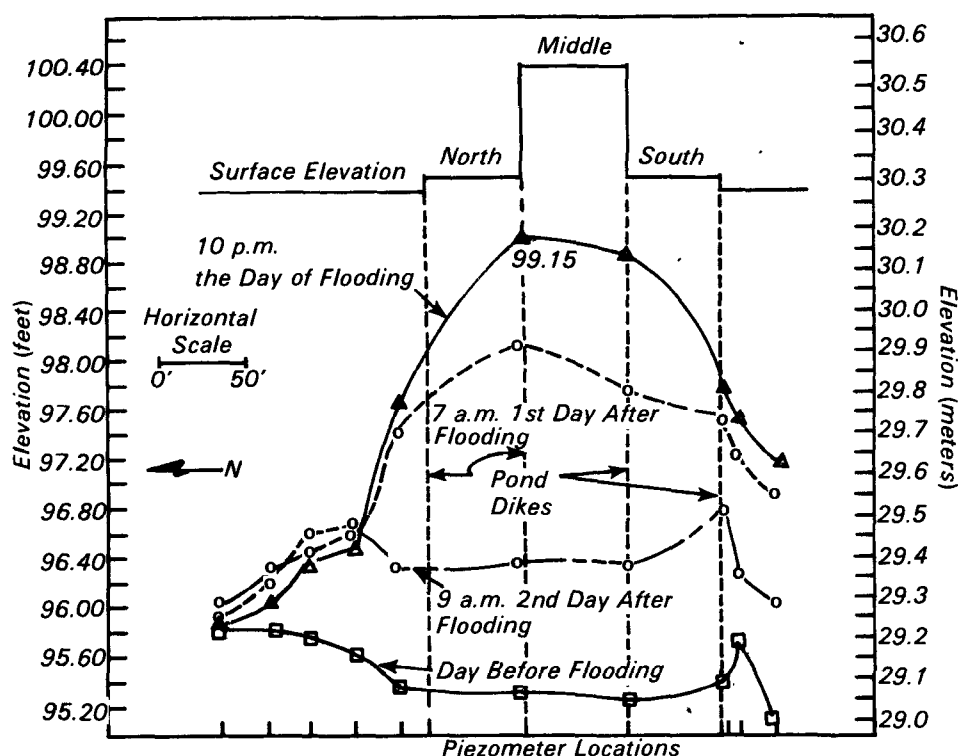 Middle
North
South
Surface Elevation
10 p.m.
the Day of Flooding
99.15
Horizontal
Scale
0' 50'
7 a.m. 1st Day After
Flooding
N
Pond
Dikes
9 a.m. 2nd Day After
Flooding
Day Before Flooding
Elevation (feet)
100.40
100.00
99.60
99.20
98.80
98.40
98.00
97.60
97.20
96.80
96.40
96.00
95.60
95.20
Elevation (meters)
30.6
30.5
30.4
30.3
30.2
30.1
30.0
29.9
29.8
29.7
29.6
29.5
29.4
29.3
29.2
29.1
29.0
Piezometer Locations